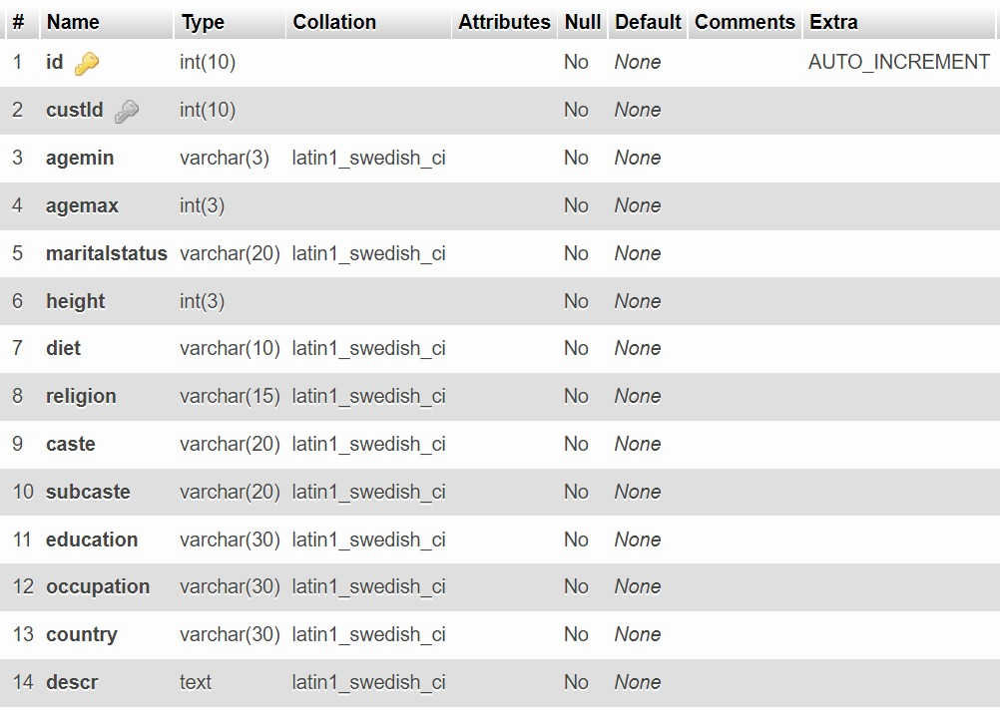 # Name Type Collation Attributes Null Default Comments Extra
1 id int(10) No None AUTO_INCREMENT
2 custId int(10) No None
3 agemin varchar(3) latin1_swedish_ci No None
4 agemax int(3) No None
5 maritalstatus varchar(20) latin1_swedish_ci No None
6 height int(3) No None
7 diet varchar(10) latin1_swedish_ci No None
8 religion varchar(15) latin1_swedish_ci No None
9 caste varchar(20) latin1_swedish_ci No None
10 subcaste varchar(20) latin1_swedish_ci No None
11 education varchar(30) latin1_swedish_ci No None
12 occupation varchar(30) latin1_swedish_ci No None
13 country varchar(30) latin1_swedish_ci No None
14 descr text latin1_swedish_ci No None